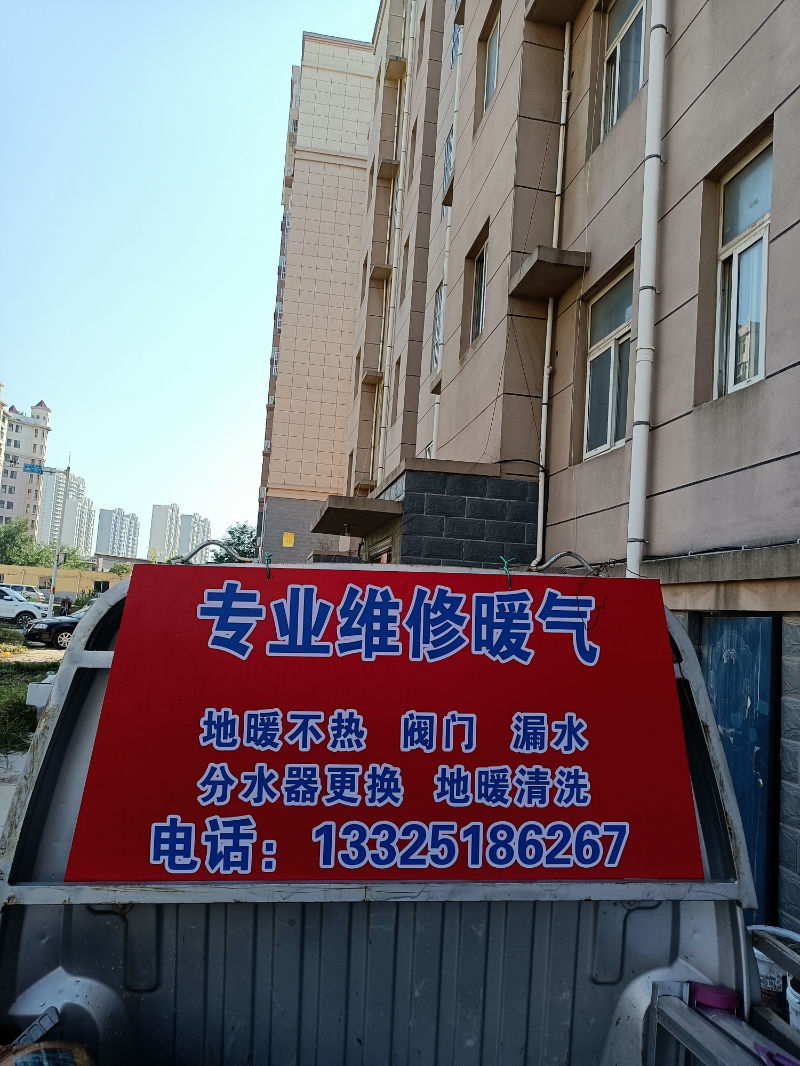 专业维修暖气
地暖不热 阀门 漏水
分水器更换 地暖清洗
电话：13325186267